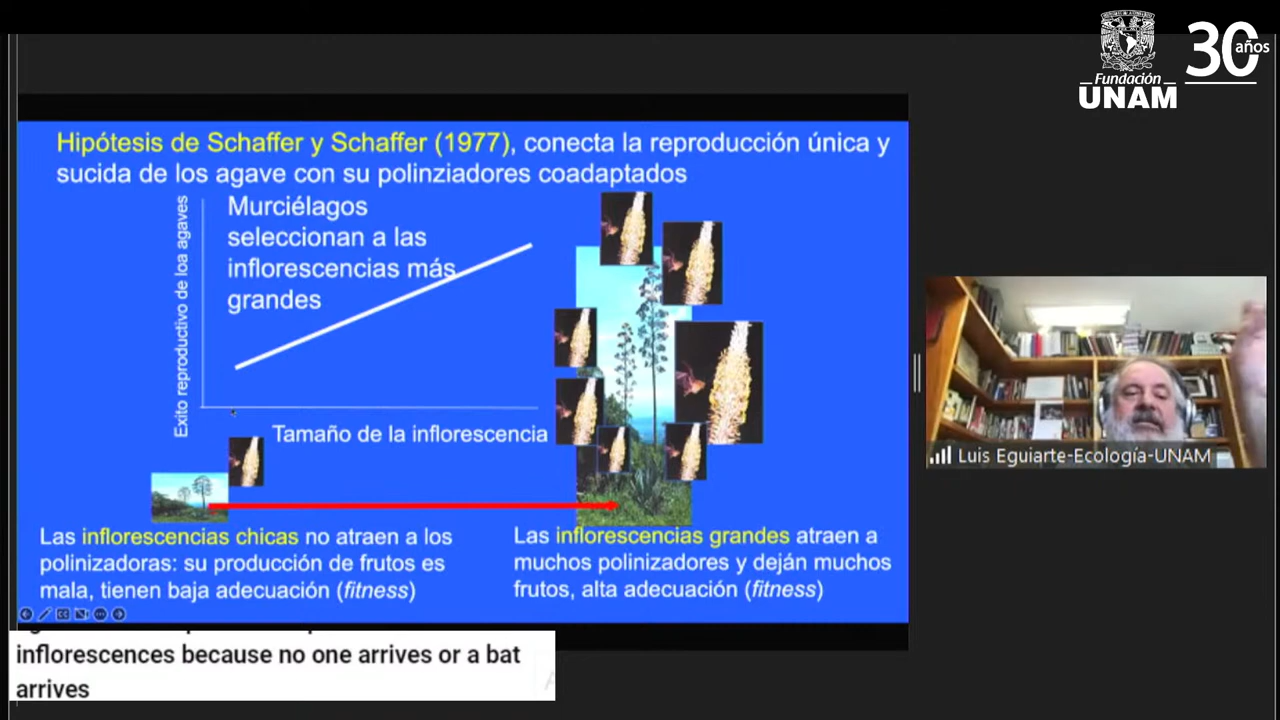 Fundación
UNAM
30 años
Hipótesis de Schaffer y Schaffer (1977), conecta la reproducción única y
sucida de los agave con su polinziadores coadaptados
Exito reproductivo de loa agaves
Murciélagos
seleccionan a las
inflorescencias más
grandes
Tamaño de la inflorescencia
Las inflorescencias chicas no atraen a los
polinizadoras: su producción de frutos es
mala, tienen baja adecuación (fitness)
Las inflorescencias grandes atraen a
muchos polinizadores y deján muchos
frutos, alta adecuación (fitness)
Luis Eguiarte-Ecología-UNAM
inflorescences because no one arrives or a bat
arrives